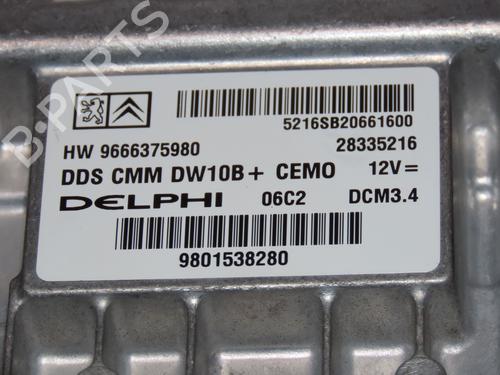 B-PARTS
5216SB20661600
HW 9666375980
28335216
DDS CMM DW10B+ CEMO
12V=
DELPHI
06C2
DCM3.4
9801538280